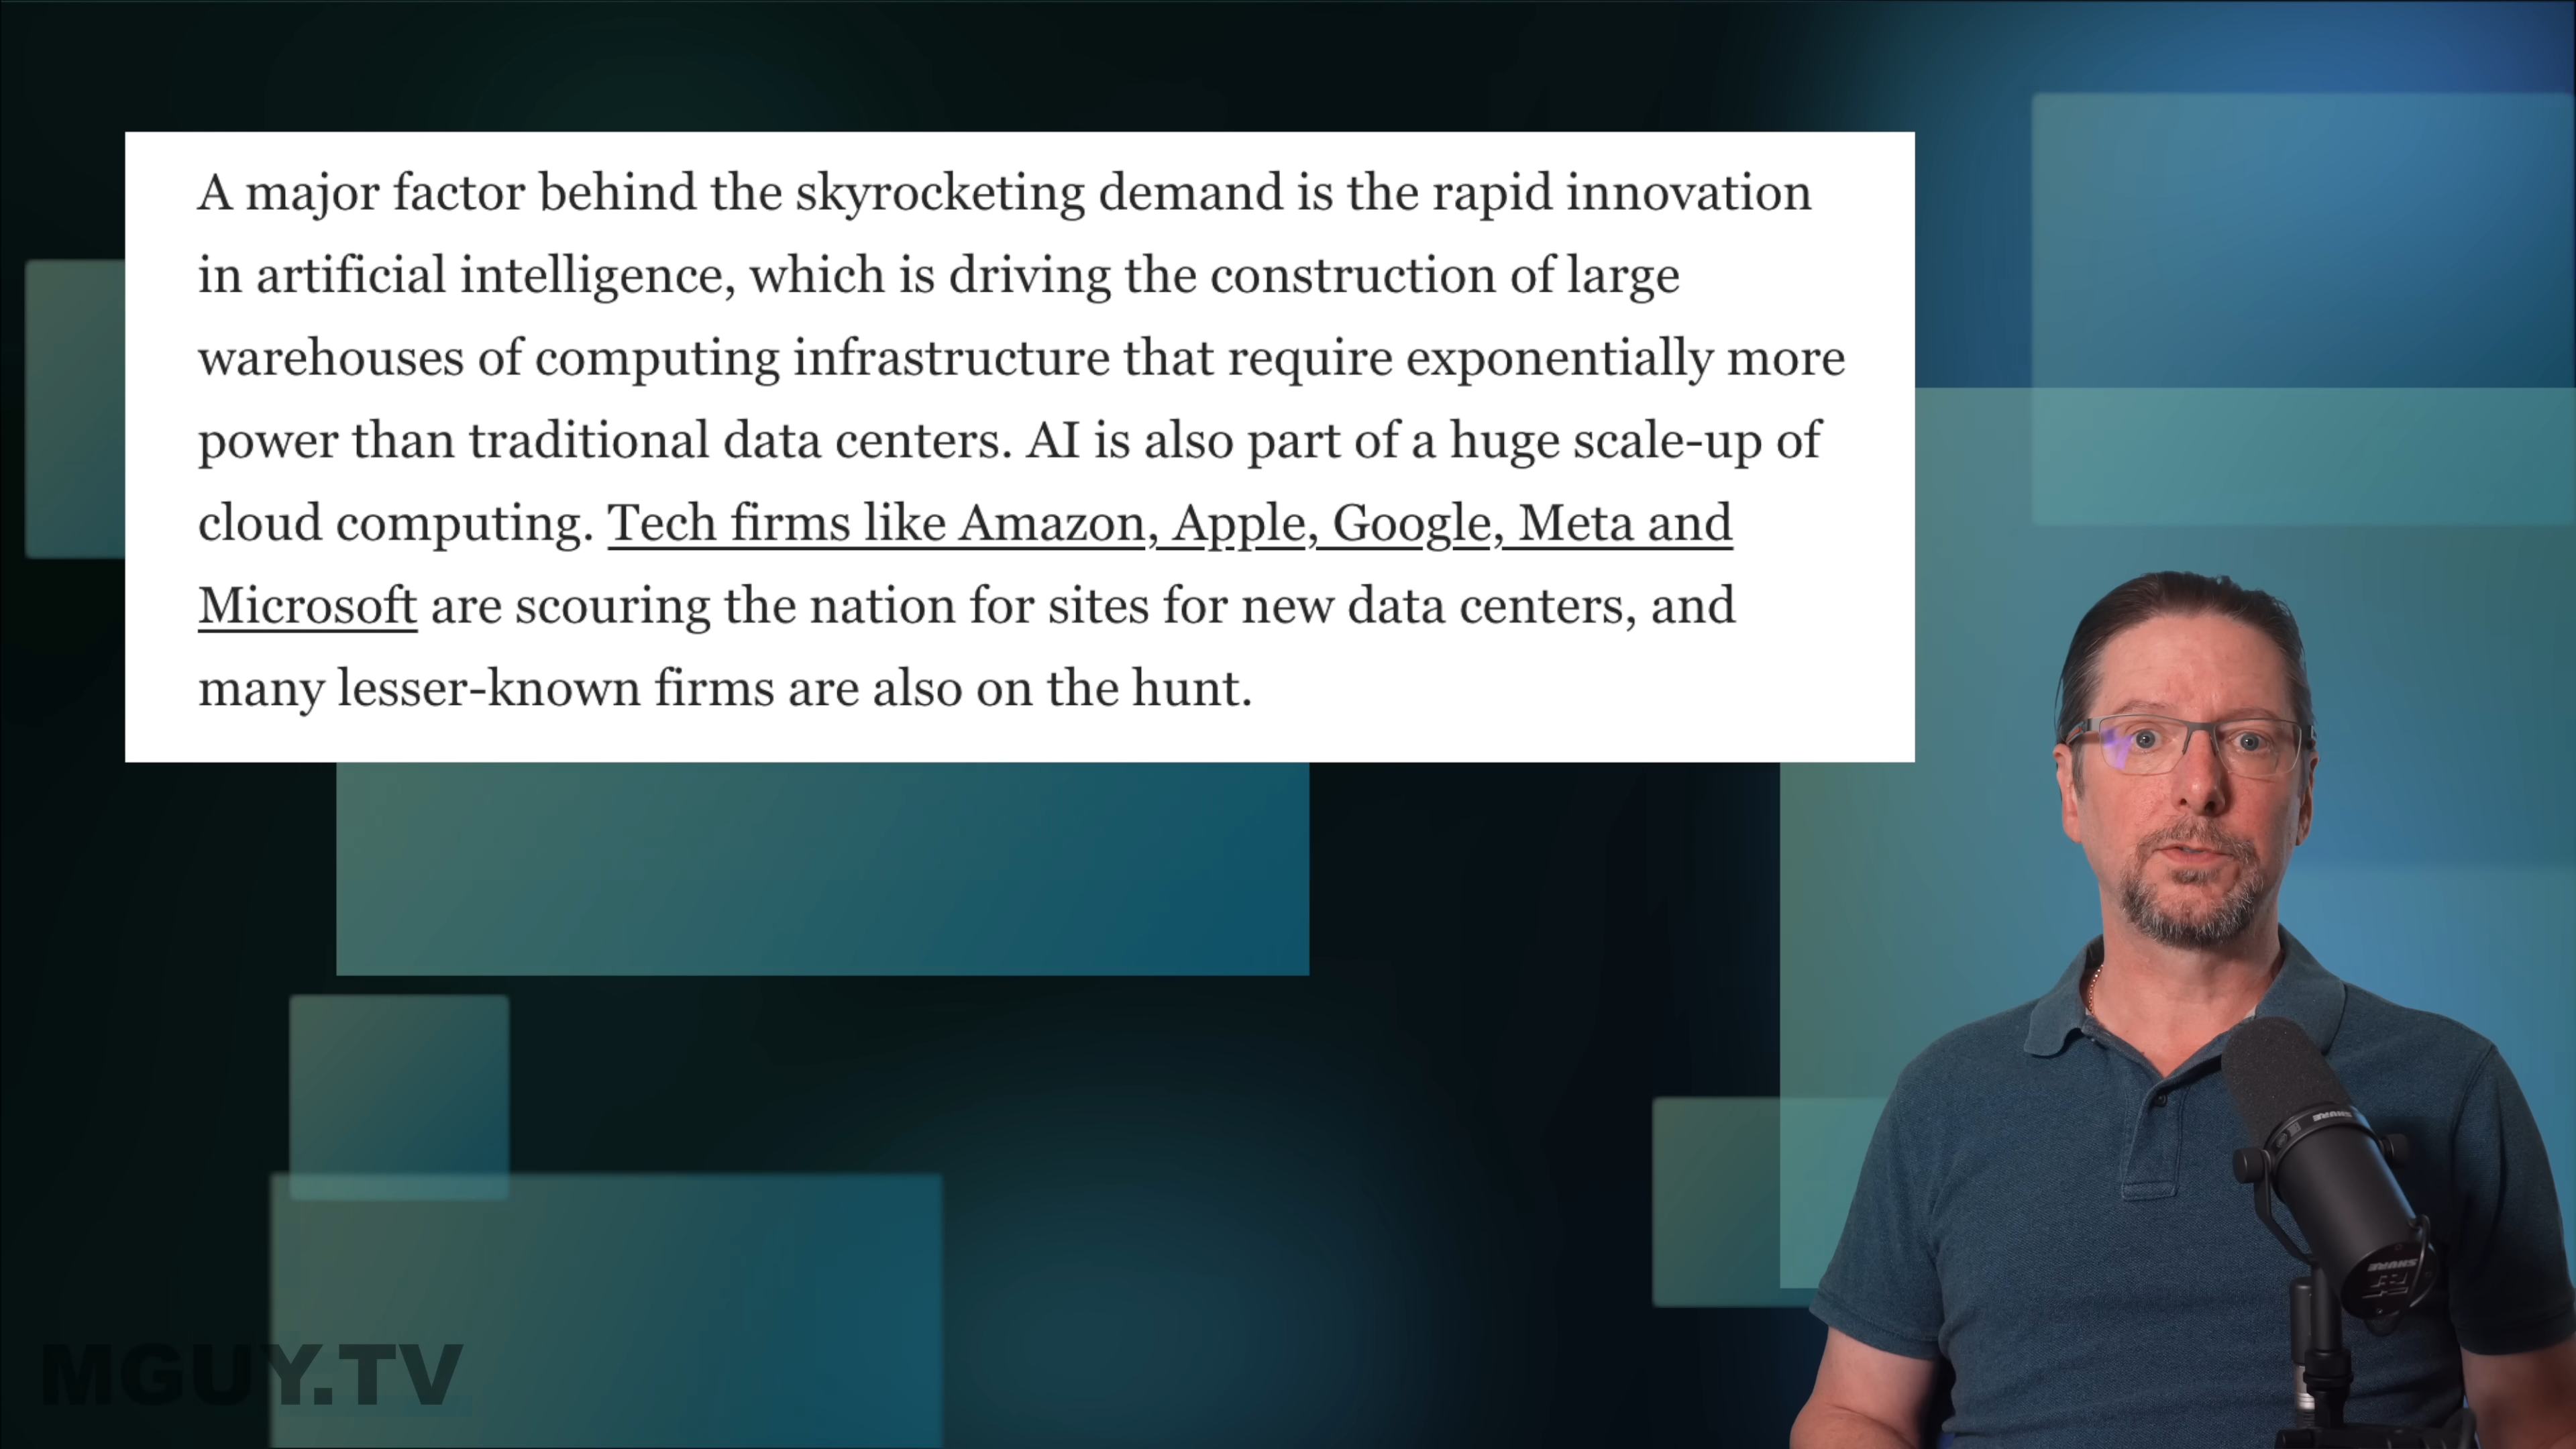 A major factor behind the skyrocketing demand is the rapid innovation
in artificial intelligence, which is driving the construction of large
warehouses of computing infrastructure that require exponentially more
power than traditional data centers. AI is also part of a huge scale-up of
cloud computing. Tech firms like Amazon, Apple, Google, Meta and
Microsoft are scouring the nation for sites for new data centers, and
many lesser-known firms are also on the hunt.
SHURE
SHURE
MGUY.TV